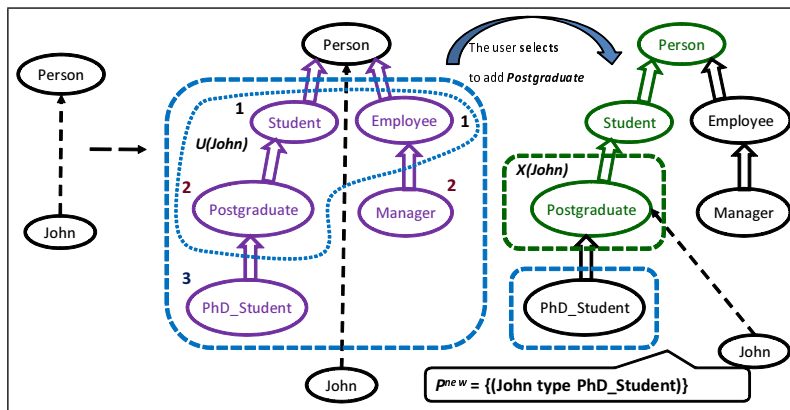 Person
John
Person
1
Student
Employee
1
U(John)
2
Postgraduate
2
Manager
3
PhD_Student
John
The user selects
to add Postgraduate
Person
Student
Employee
X(John)
Postgraduate
Manager
PhD_Student
John
P^new = {(John type PhD_Student)}